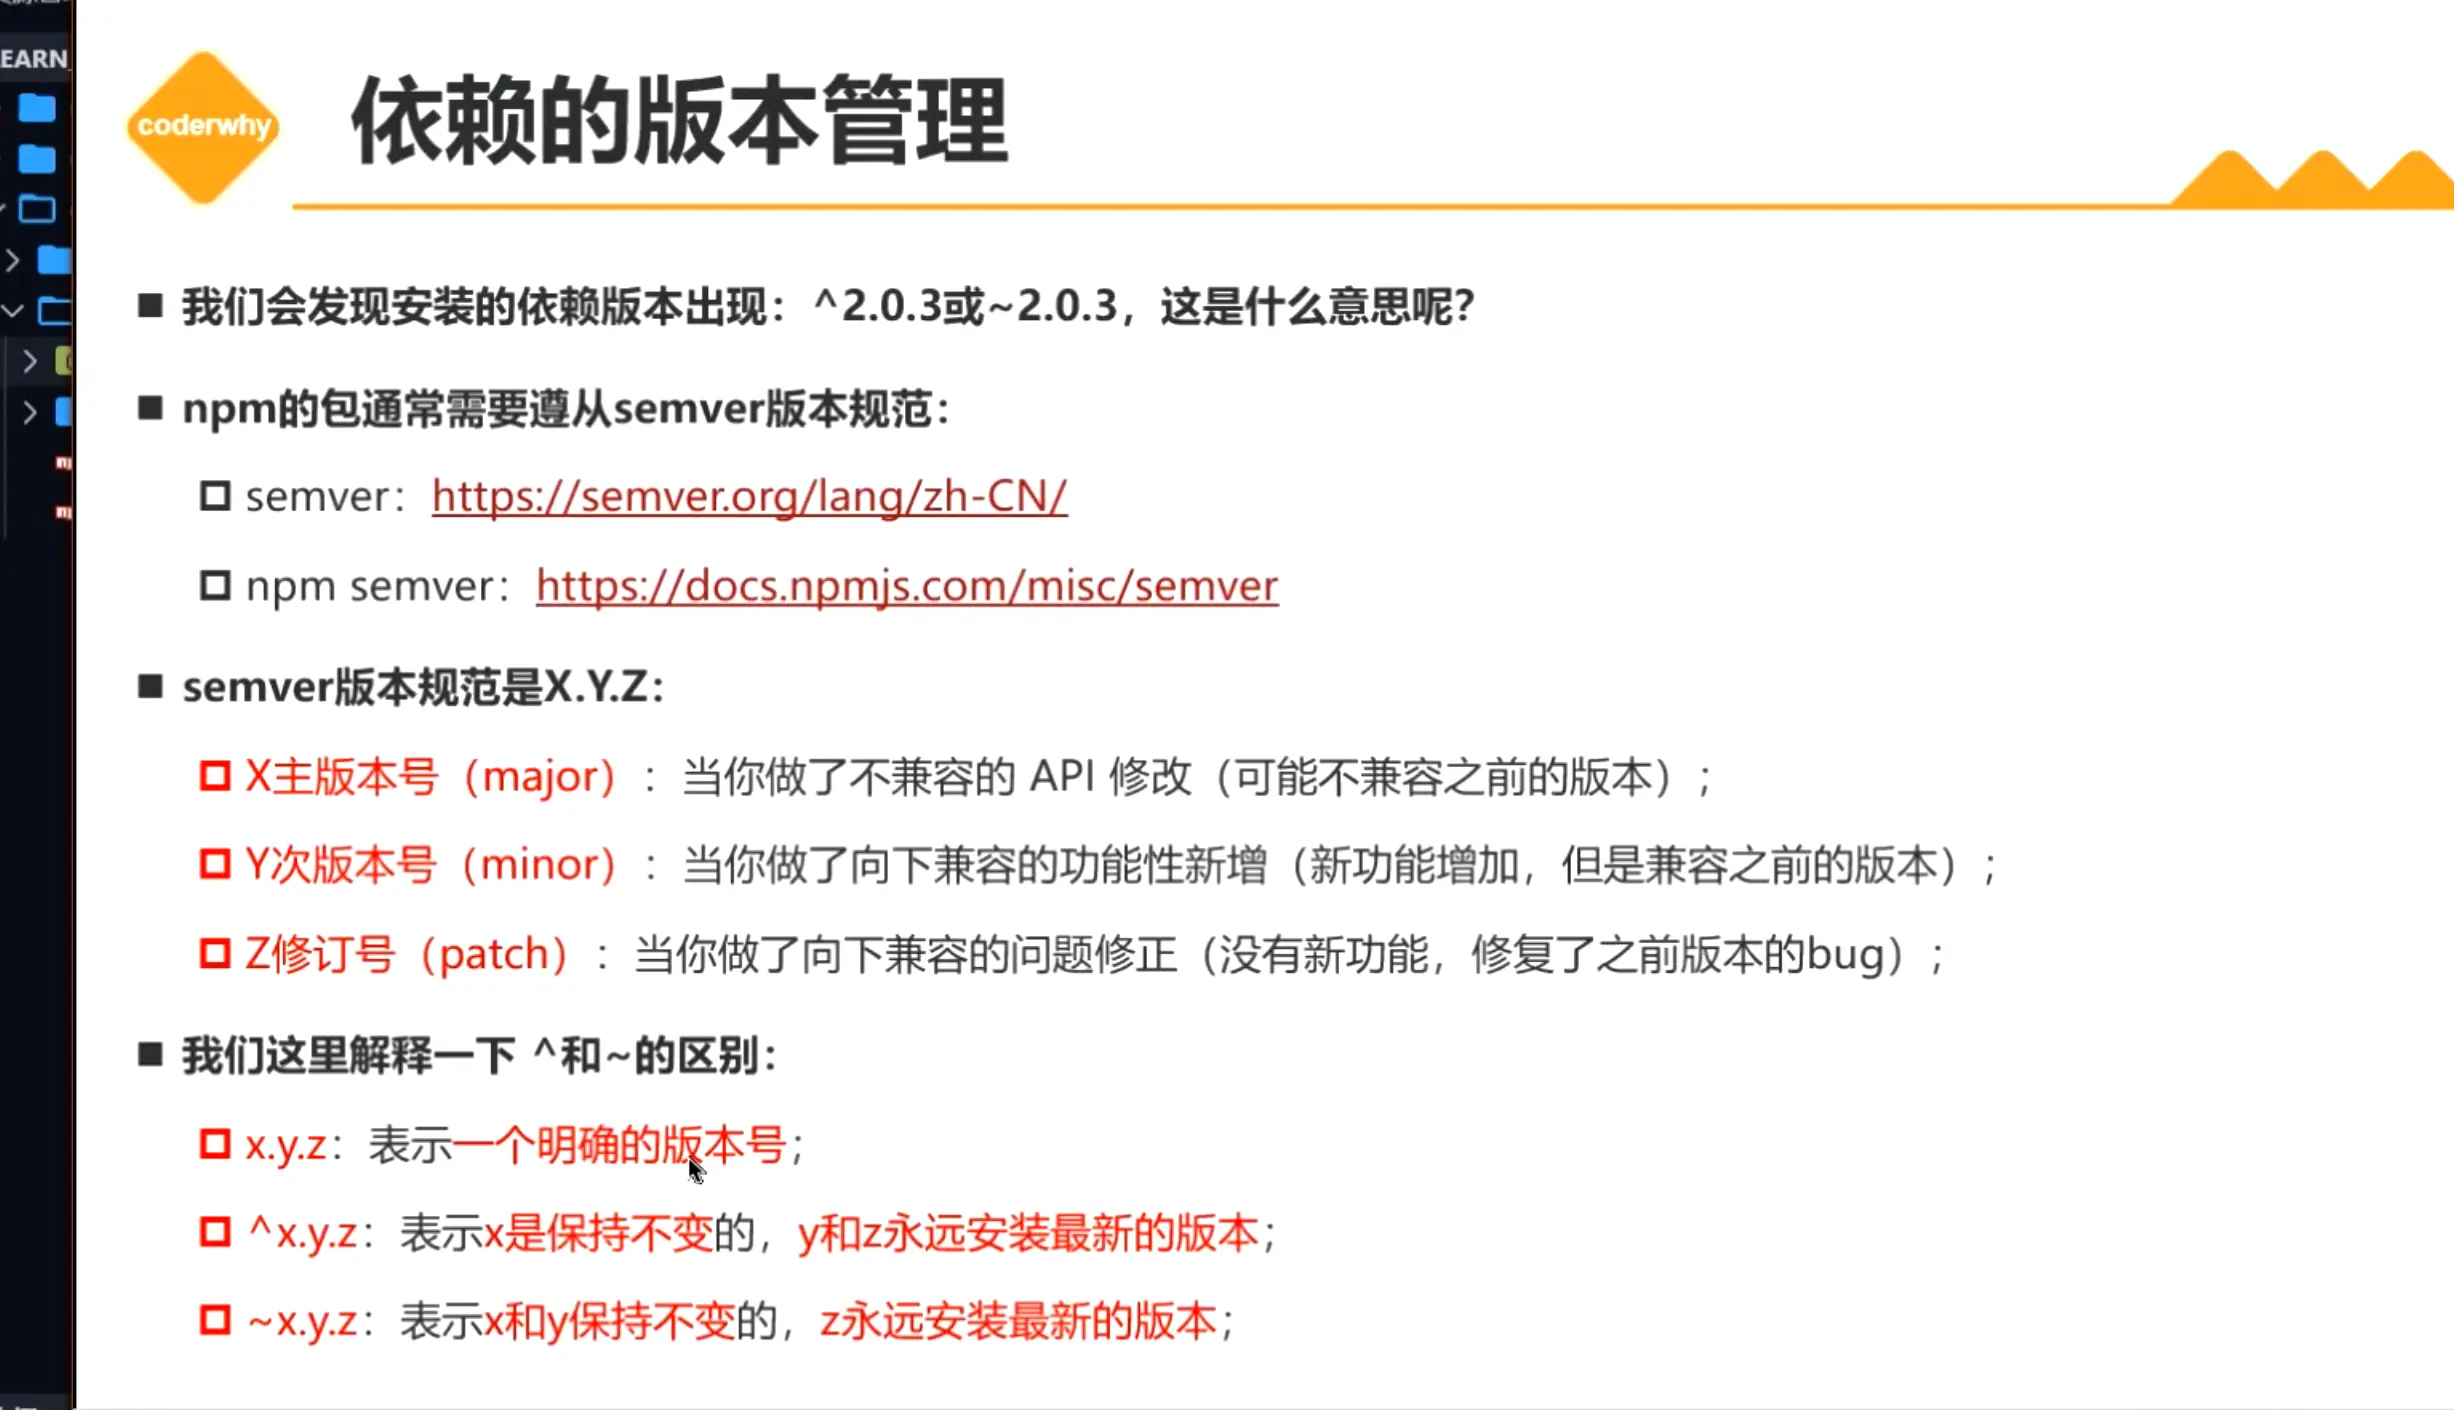 EARN_
coderwhy
依赖的版本管理
■ 我们会发现安装的依赖版本出现：^2.0.3或~2.0.3，这是什么意思呢？
■ npm的包通常需要遵从semver版本规范：
semver：https://semver.org/lang/zh-CN/
npm semver：https://docs.npmjs.com/misc/semver
■ semver版本规范是X.Y.Z：
X主版本号（major）：当你做了不兼容的 API 修改（可能不兼容之前的版本）；
Y次版本号（minor）：当你做了向下兼容的功能性新增（新功能增加，但是兼容之前的版本）；
Z修订号（patch）：当你做了向下兼容的问题修正（没有新功能，修复了之前版本的bug）；
■ 我们这里解释一下 ^和~的区别：
x.y.z：表示一个明确的版本号；
^x.y.z：表示x是保持不变的，y和z永远安装最新的版本；
~x.y.z：表示x和y保持不变的，z永远安装最新的版本；